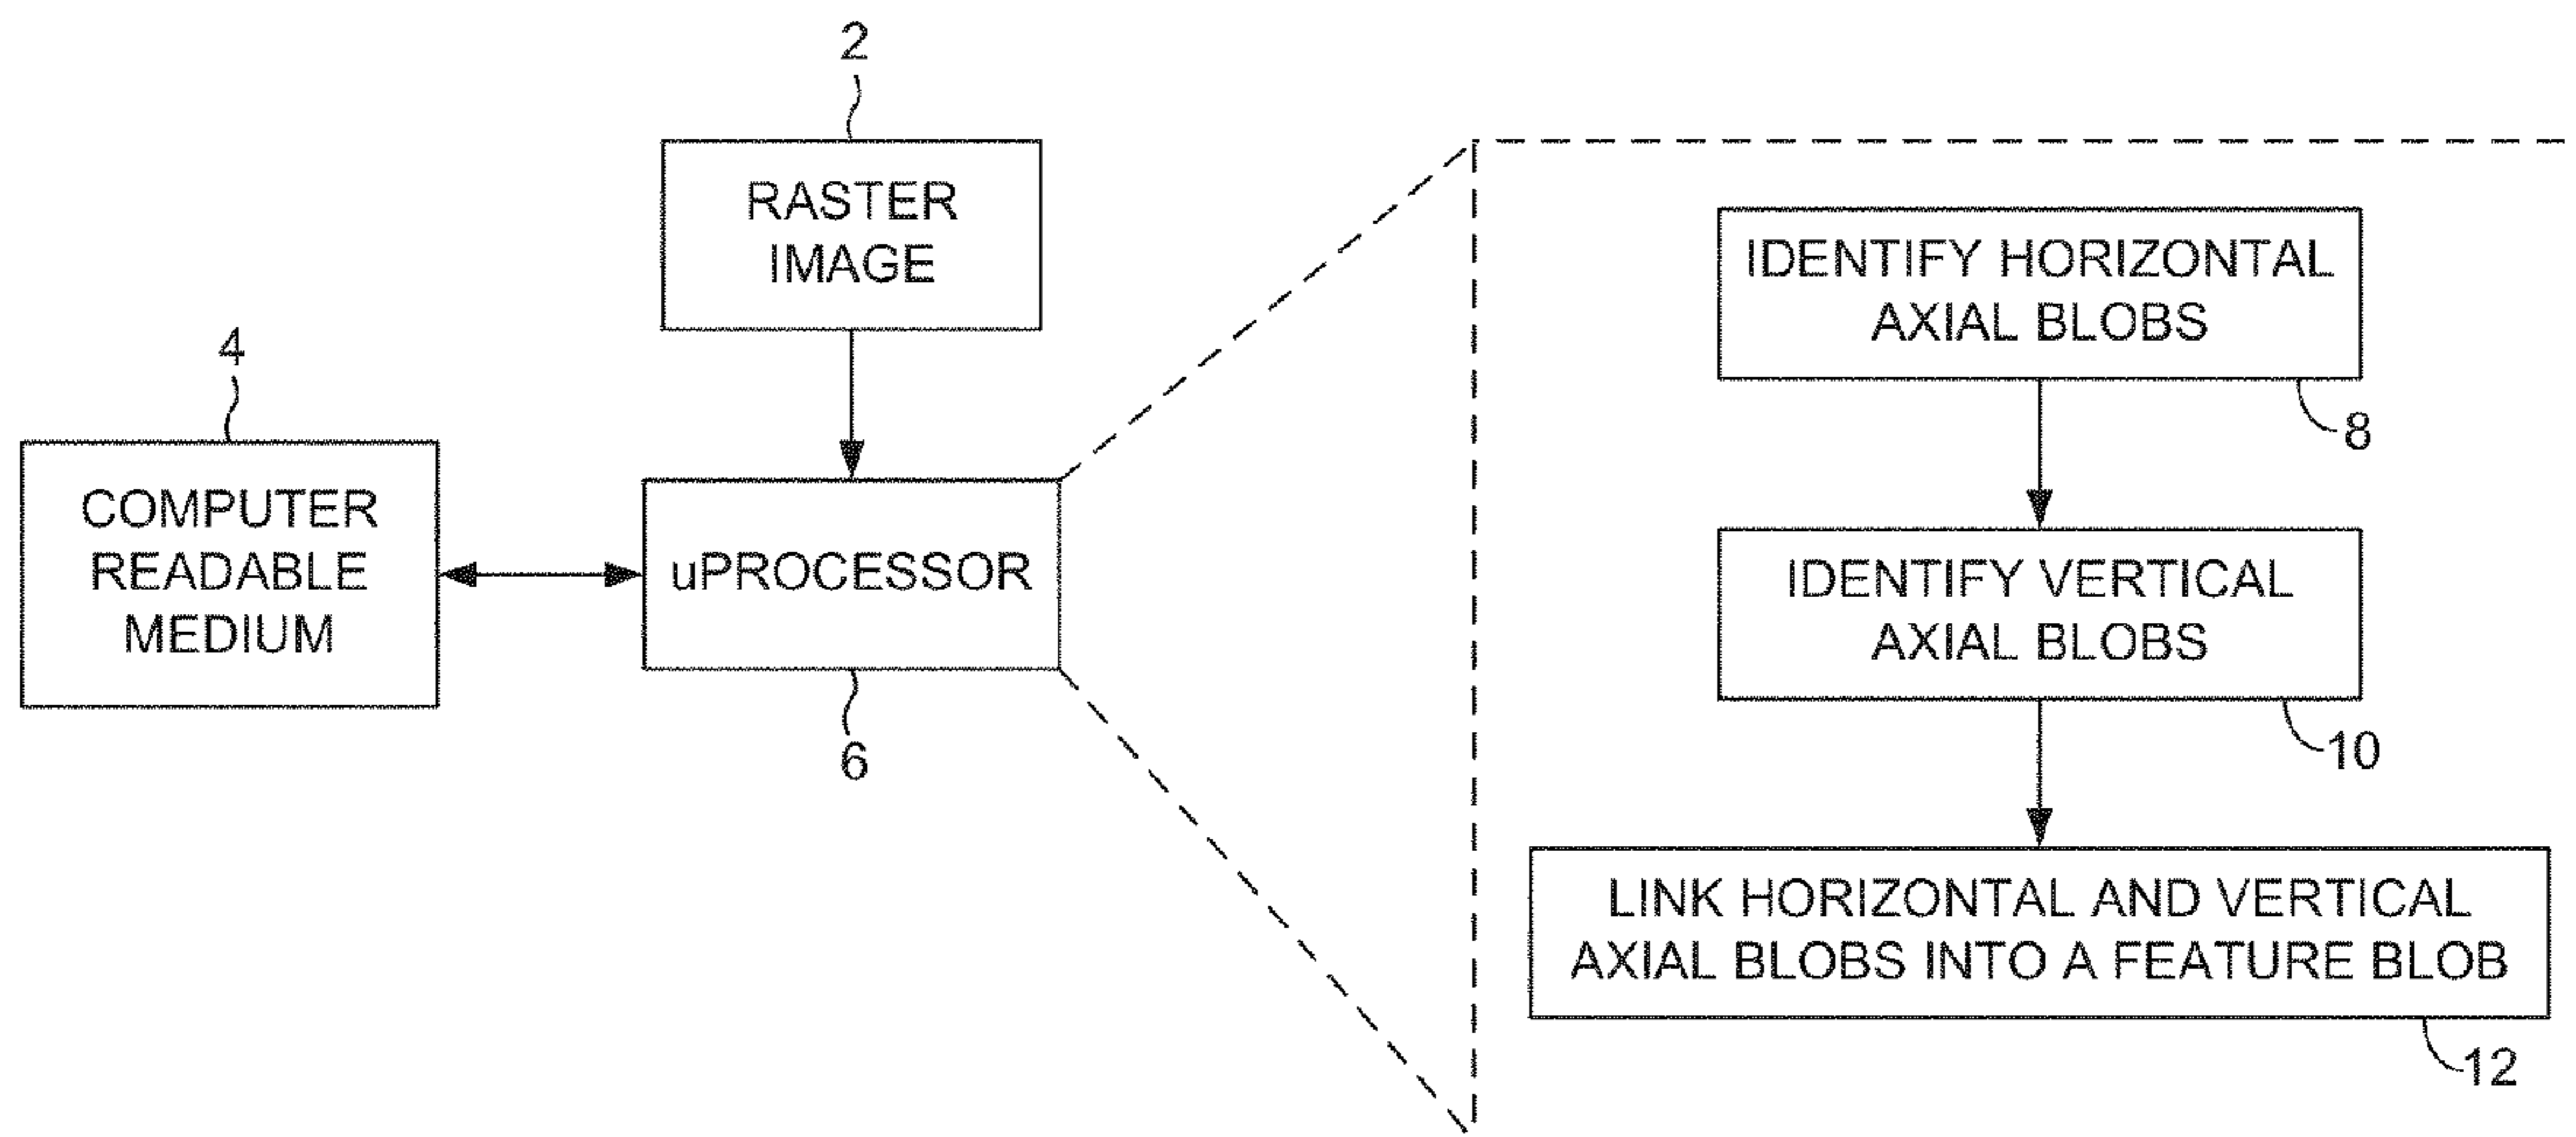 2
RASTER
IMAGE
4
COMPUTER
READABLE
MEDIUM
uPROCESSOR
6
IDENTIFY HORIZONTAL
AXIAL BLOBS
8
IDENTIFY VERTICAL
AXIAL BLOBS
10
LINK HORIZONTAL AND VERTICAL
AXIAL BLOBS INTO A FEATURE BLOB
12